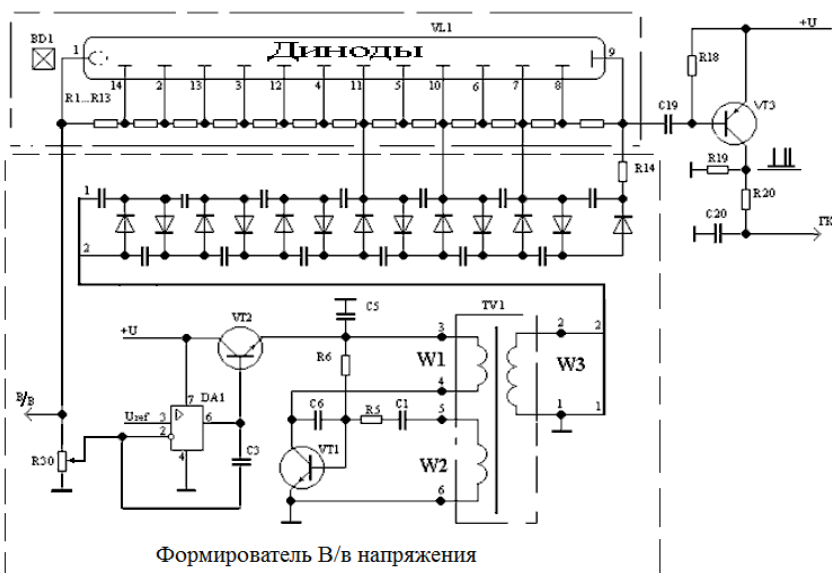 VL1
+U
BD1
1
Диноды
9
R18
14
2
13
3
12
4
11
5
10
6
7
8
R1...R13
C19
VT3
R14
R19
R20
1
C20
ГК
2
C5
TV1
VT2
+U
3
2
2
R6
W1
W3
В/В
DA1
4
7
Uref
3
6
C6
R5
C1
5
1
1
2
R30
4
C3
VT1
W2
6
Формирователь В/в напряжения